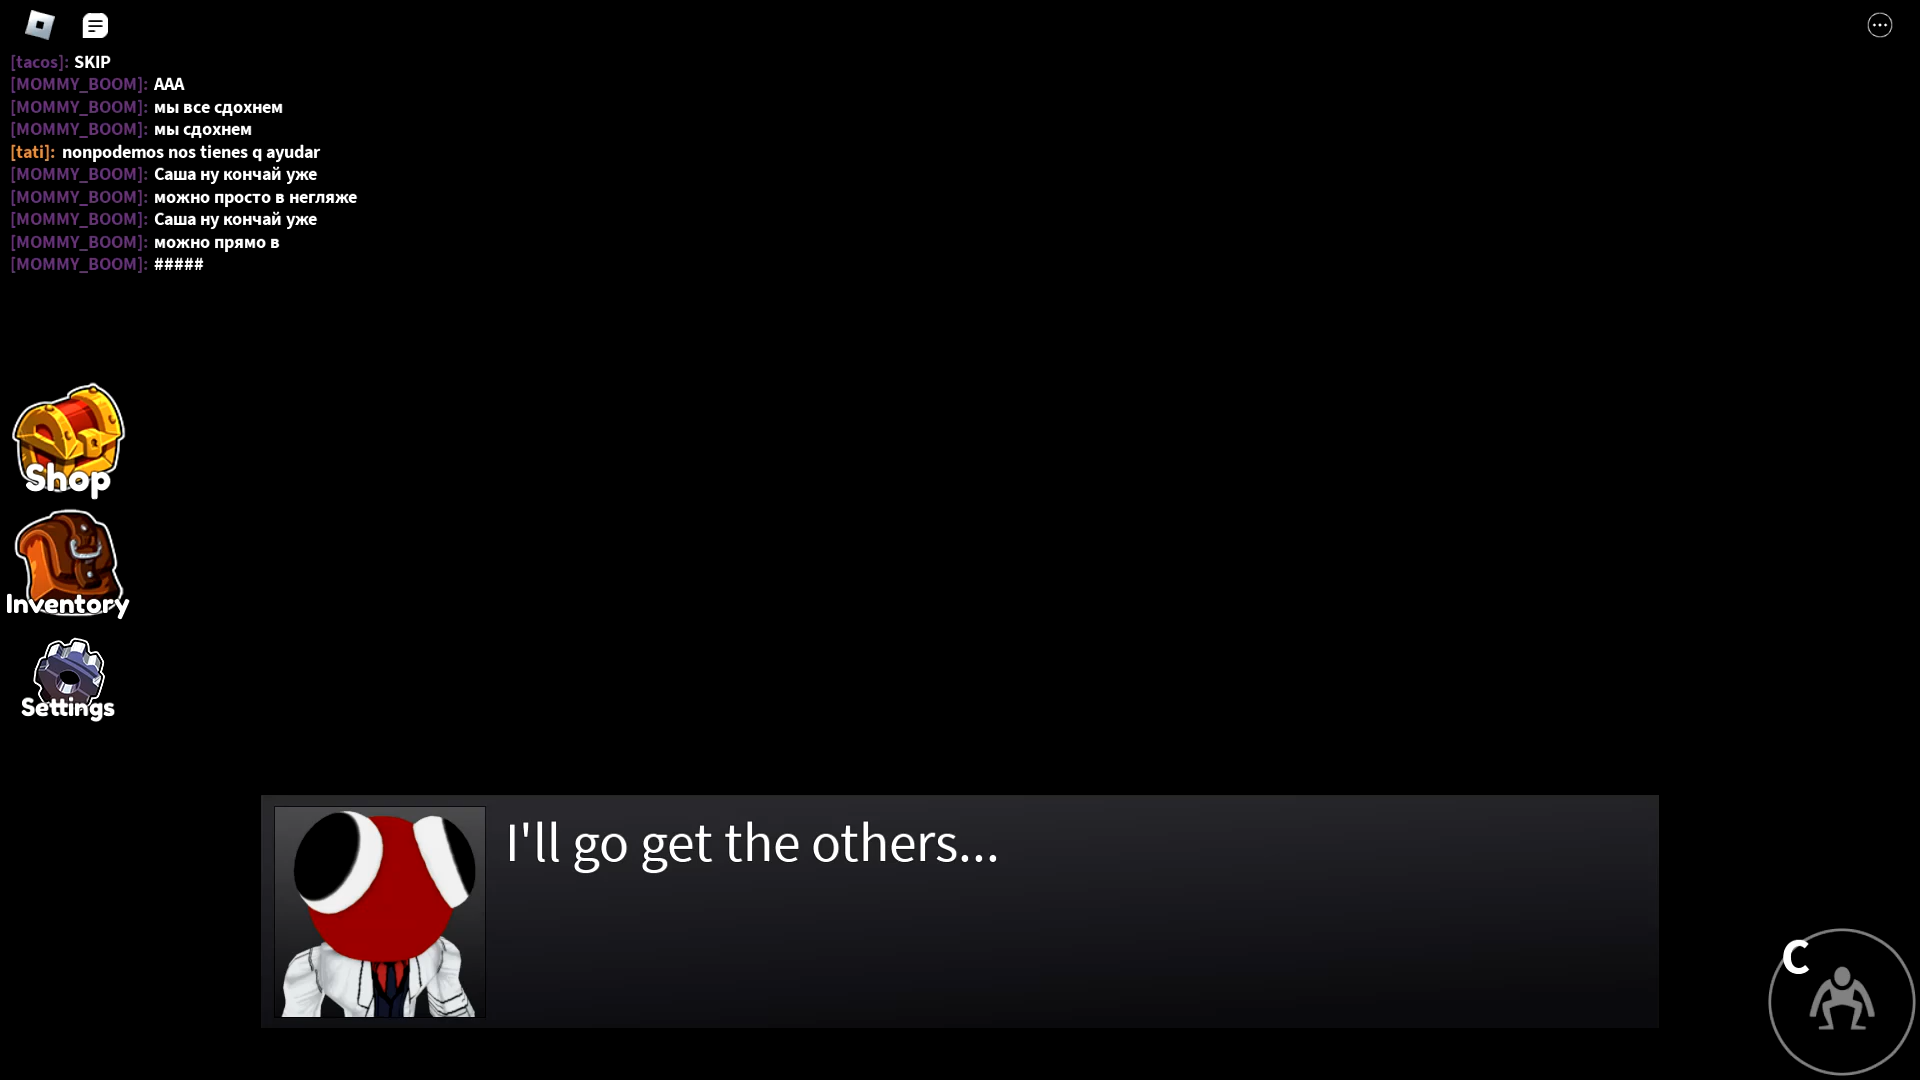 [tacos]: SKIP
[MOMMY_BOOM]: AAA
[MOMMY_BOOM]: мы все сдохнем
[MOMMY_BOOM]: мы сдохнем
[tati]: nonpodemos nos tienes q ayudar
[MOMMY_BOOM]: Саша ну кончай уже
[MOMMY_BOOM]: можно просто в негляже
[MOMMY_BOOM]: Саша ну кончай уже
[MOMMY_BOOM]: можно прямо в
[MOMMY_BOOM]: #####
Shop
Inventory
Settings
I'll go get the others...
C